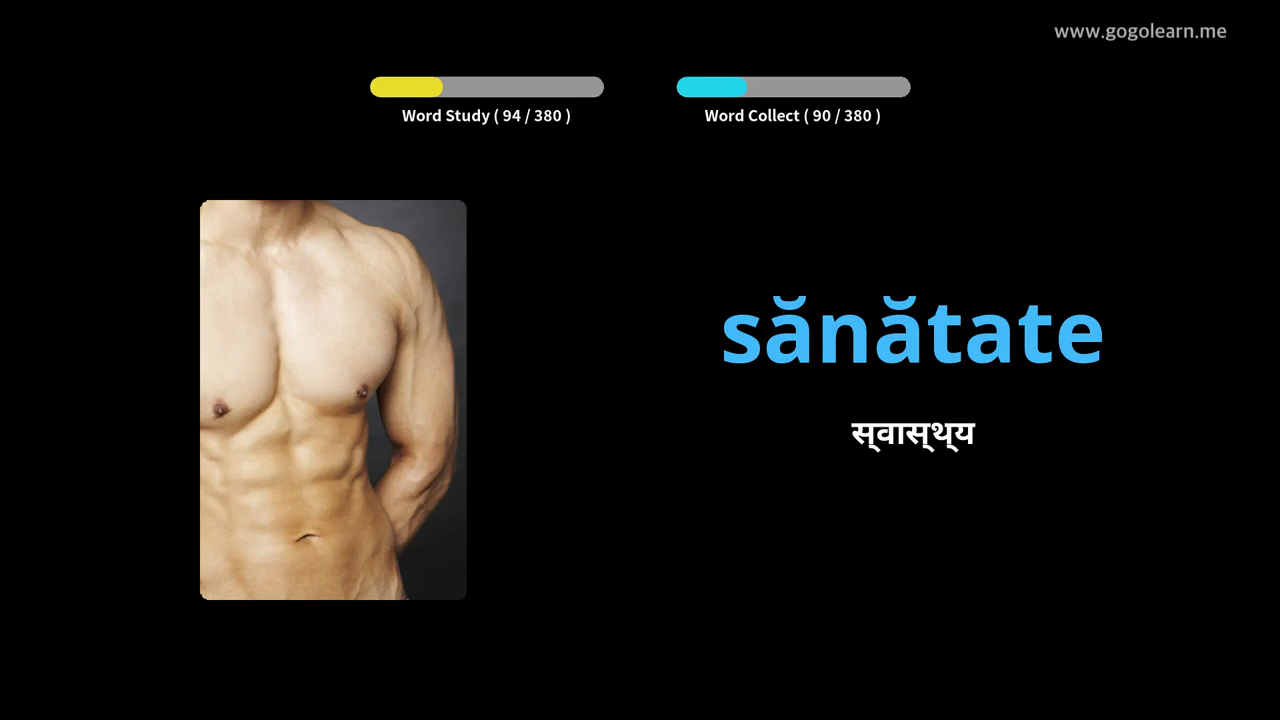 www.gogolearn.me
Word Study ( 94 / 380 )
Word Collect ( 90 / 380 )
sănătate
स्वास्थ्य